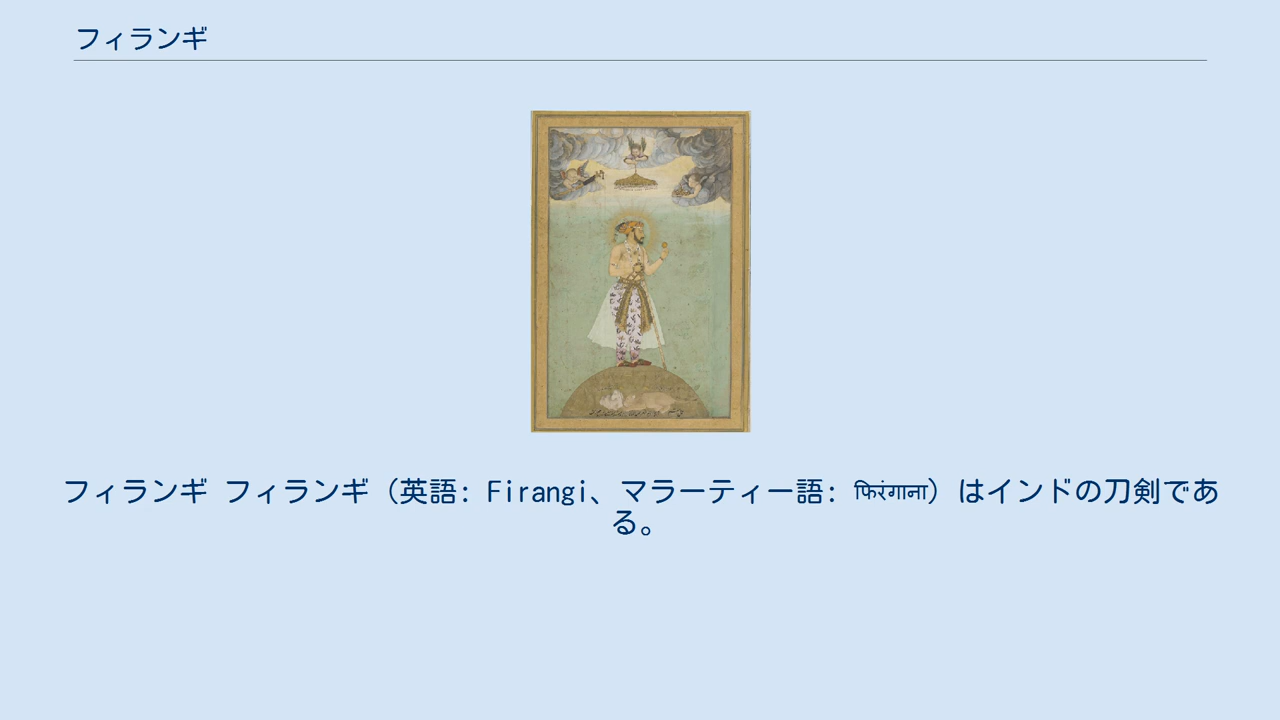 フィランギ
フィランギ フィランギ（英語: Firangi、マラーティー語: फिरंगाना）はインドの刀剣であ
る。